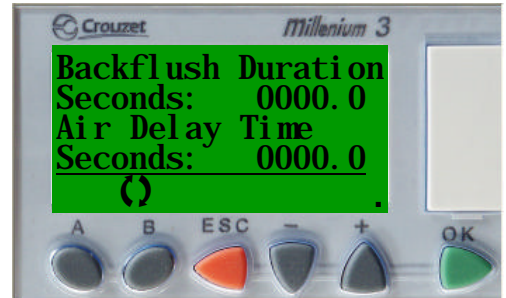 Crouzet
Millenium 3
Backflush Duration
Seconds: 0000.0
Air Delay Time
Seconds: 0000.0
.
A B ESC - + OK